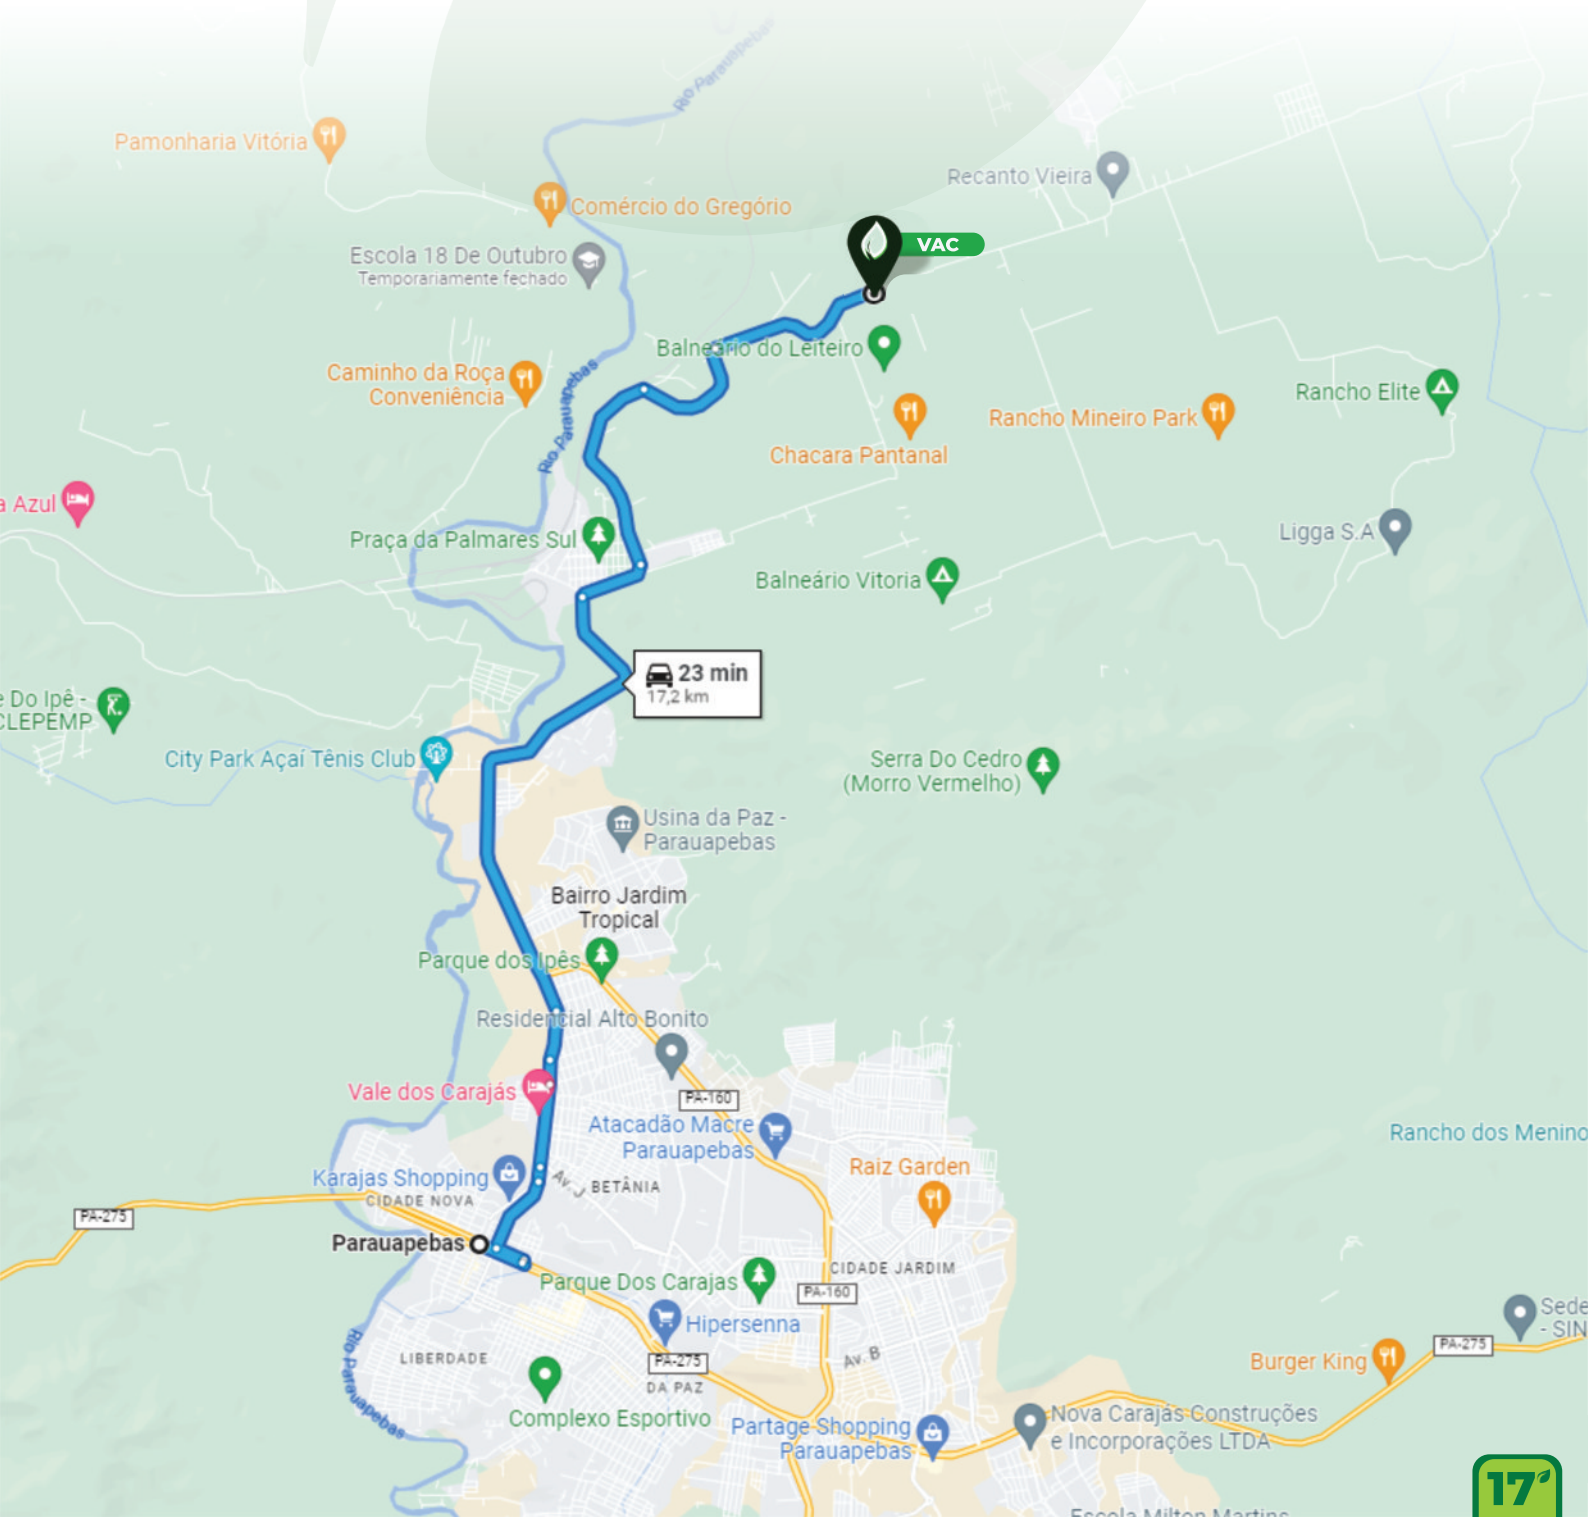 Rio Parauapebas
Pamonharia Vitória
Recanto Vieira
Comércio do Gregório
VAC
Escola 18 De Outubro
Temporariamente fechado
Balneário do Leiteiro
Caminho da Roça
Conveniência
Rio Parauapebas
Rancho Elite
Rancho Mineiro Park
Chacara Pantanal
a Azul
Praça da Palmares Sul
Ligga S.A
Balneário Vitoria
23 min
17,2 km
e Do Ipê -
CLEPEMP
City Park Açaí Tênis Club
Serra Do Cedro
(Morro Vermelho)
Usina da Paz -
Parauapebas
Bairro Jardim
Tropical
Parque dos Ipês
Residencial Alto Bonito
Vale dos Carajás
PA-160
Atacadão Macre
Parauapebas
Rancho dos Menino
Raiz Garden
Karajas Shopping
CIDADE NOVA
Av. J
BETÂNIA
PA-275
Parauapebas
Parque Dos Carajas
CIDADE JARDIM
PA-160
Hipersenna
Sede
- SIN
PA-275
Rio Parauapebas
LIBERDADE
PA-275
DA PAZ
Av. B
Burger King
Complexo Esportivo
Partage Shopping
Parauapebas
Nova Carajás Construções
e Incorporações LTDA
17
Escola Milton Martins